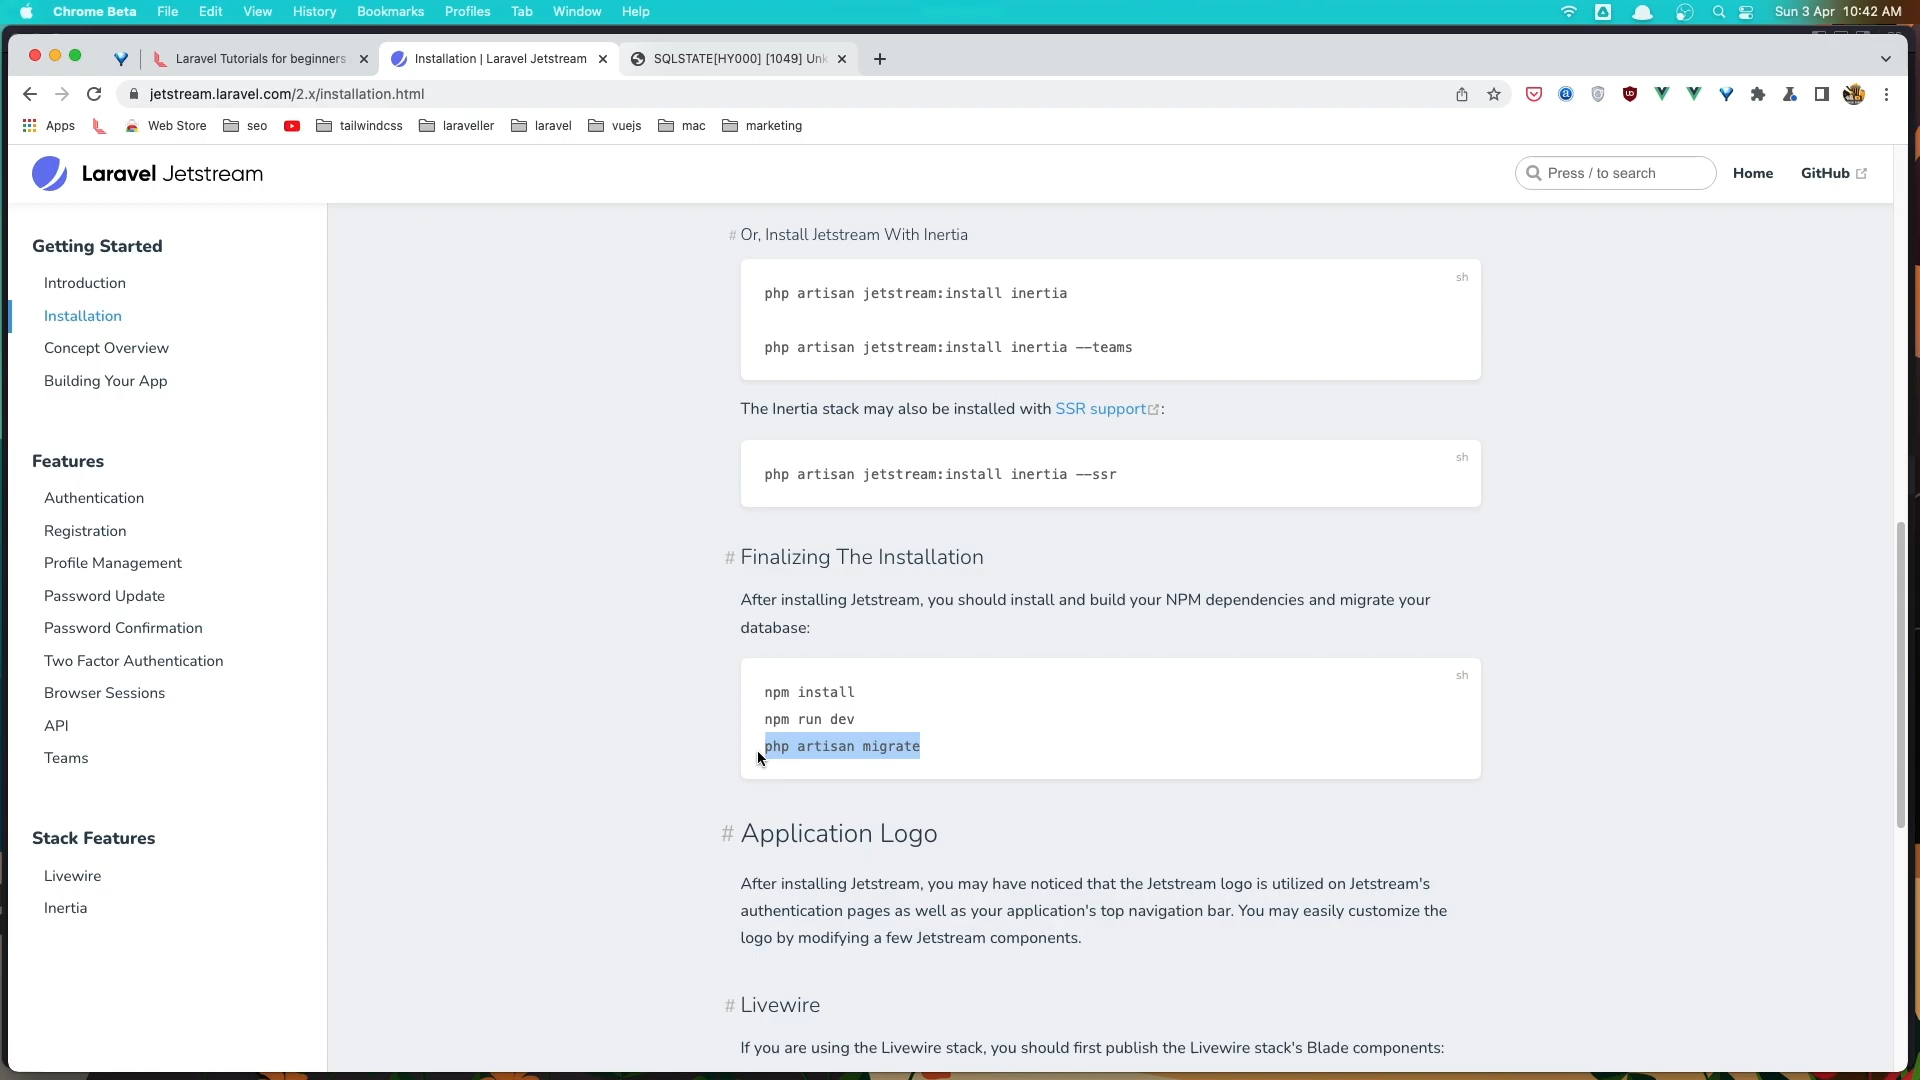 Chrome Beta File Edit View History Bookmarks Profiles Tab Window Help Sun 3 Apr 10:42 AM
Laravel Tutorials for beginners Installation | Laravel Jetstream SQLSTATE[HY000] [1049] Unk
jetstream.laravel.com/2.x/installation.html
Apps Web Store seo tailwindcss laraveller laravel vuejs mac marketing
Laravel Jetstream Press / to search Home GitHub
Getting Started
Introduction
Installation
Concept Overview
Building Your App
Features
Authentication
Registration
Profile Management
Password Update
Password Confirmation
Two Factor Authentication
Browser Sessions
API
Teams
Stack Features
Livewire
Inertia
# Or, Install Jetstream With Inertia
sh
php artisan jetstream:install inertia
php artisan jetstream:install inertia --teams
The Inertia stack may also be installed with SSR support:
sh
php artisan jetstream:install inertia --ssr
# Finalizing The Installation
After installing Jetstream, you should install and build your NPM dependencies and migrate your
database:
sh
npm install
npm run dev
php artisan migrate
# Application Logo
After installing Jetstream, you may have noticed that the Jetstream logo is utilized on Jetstream's
authentication pages as well as your application's top navigation bar. You may easily customize the
logo by modifying a few Jetstream components.
# Livewire
If you are using the Livewire stack, you should first publish the Livewire stack's Blade components: